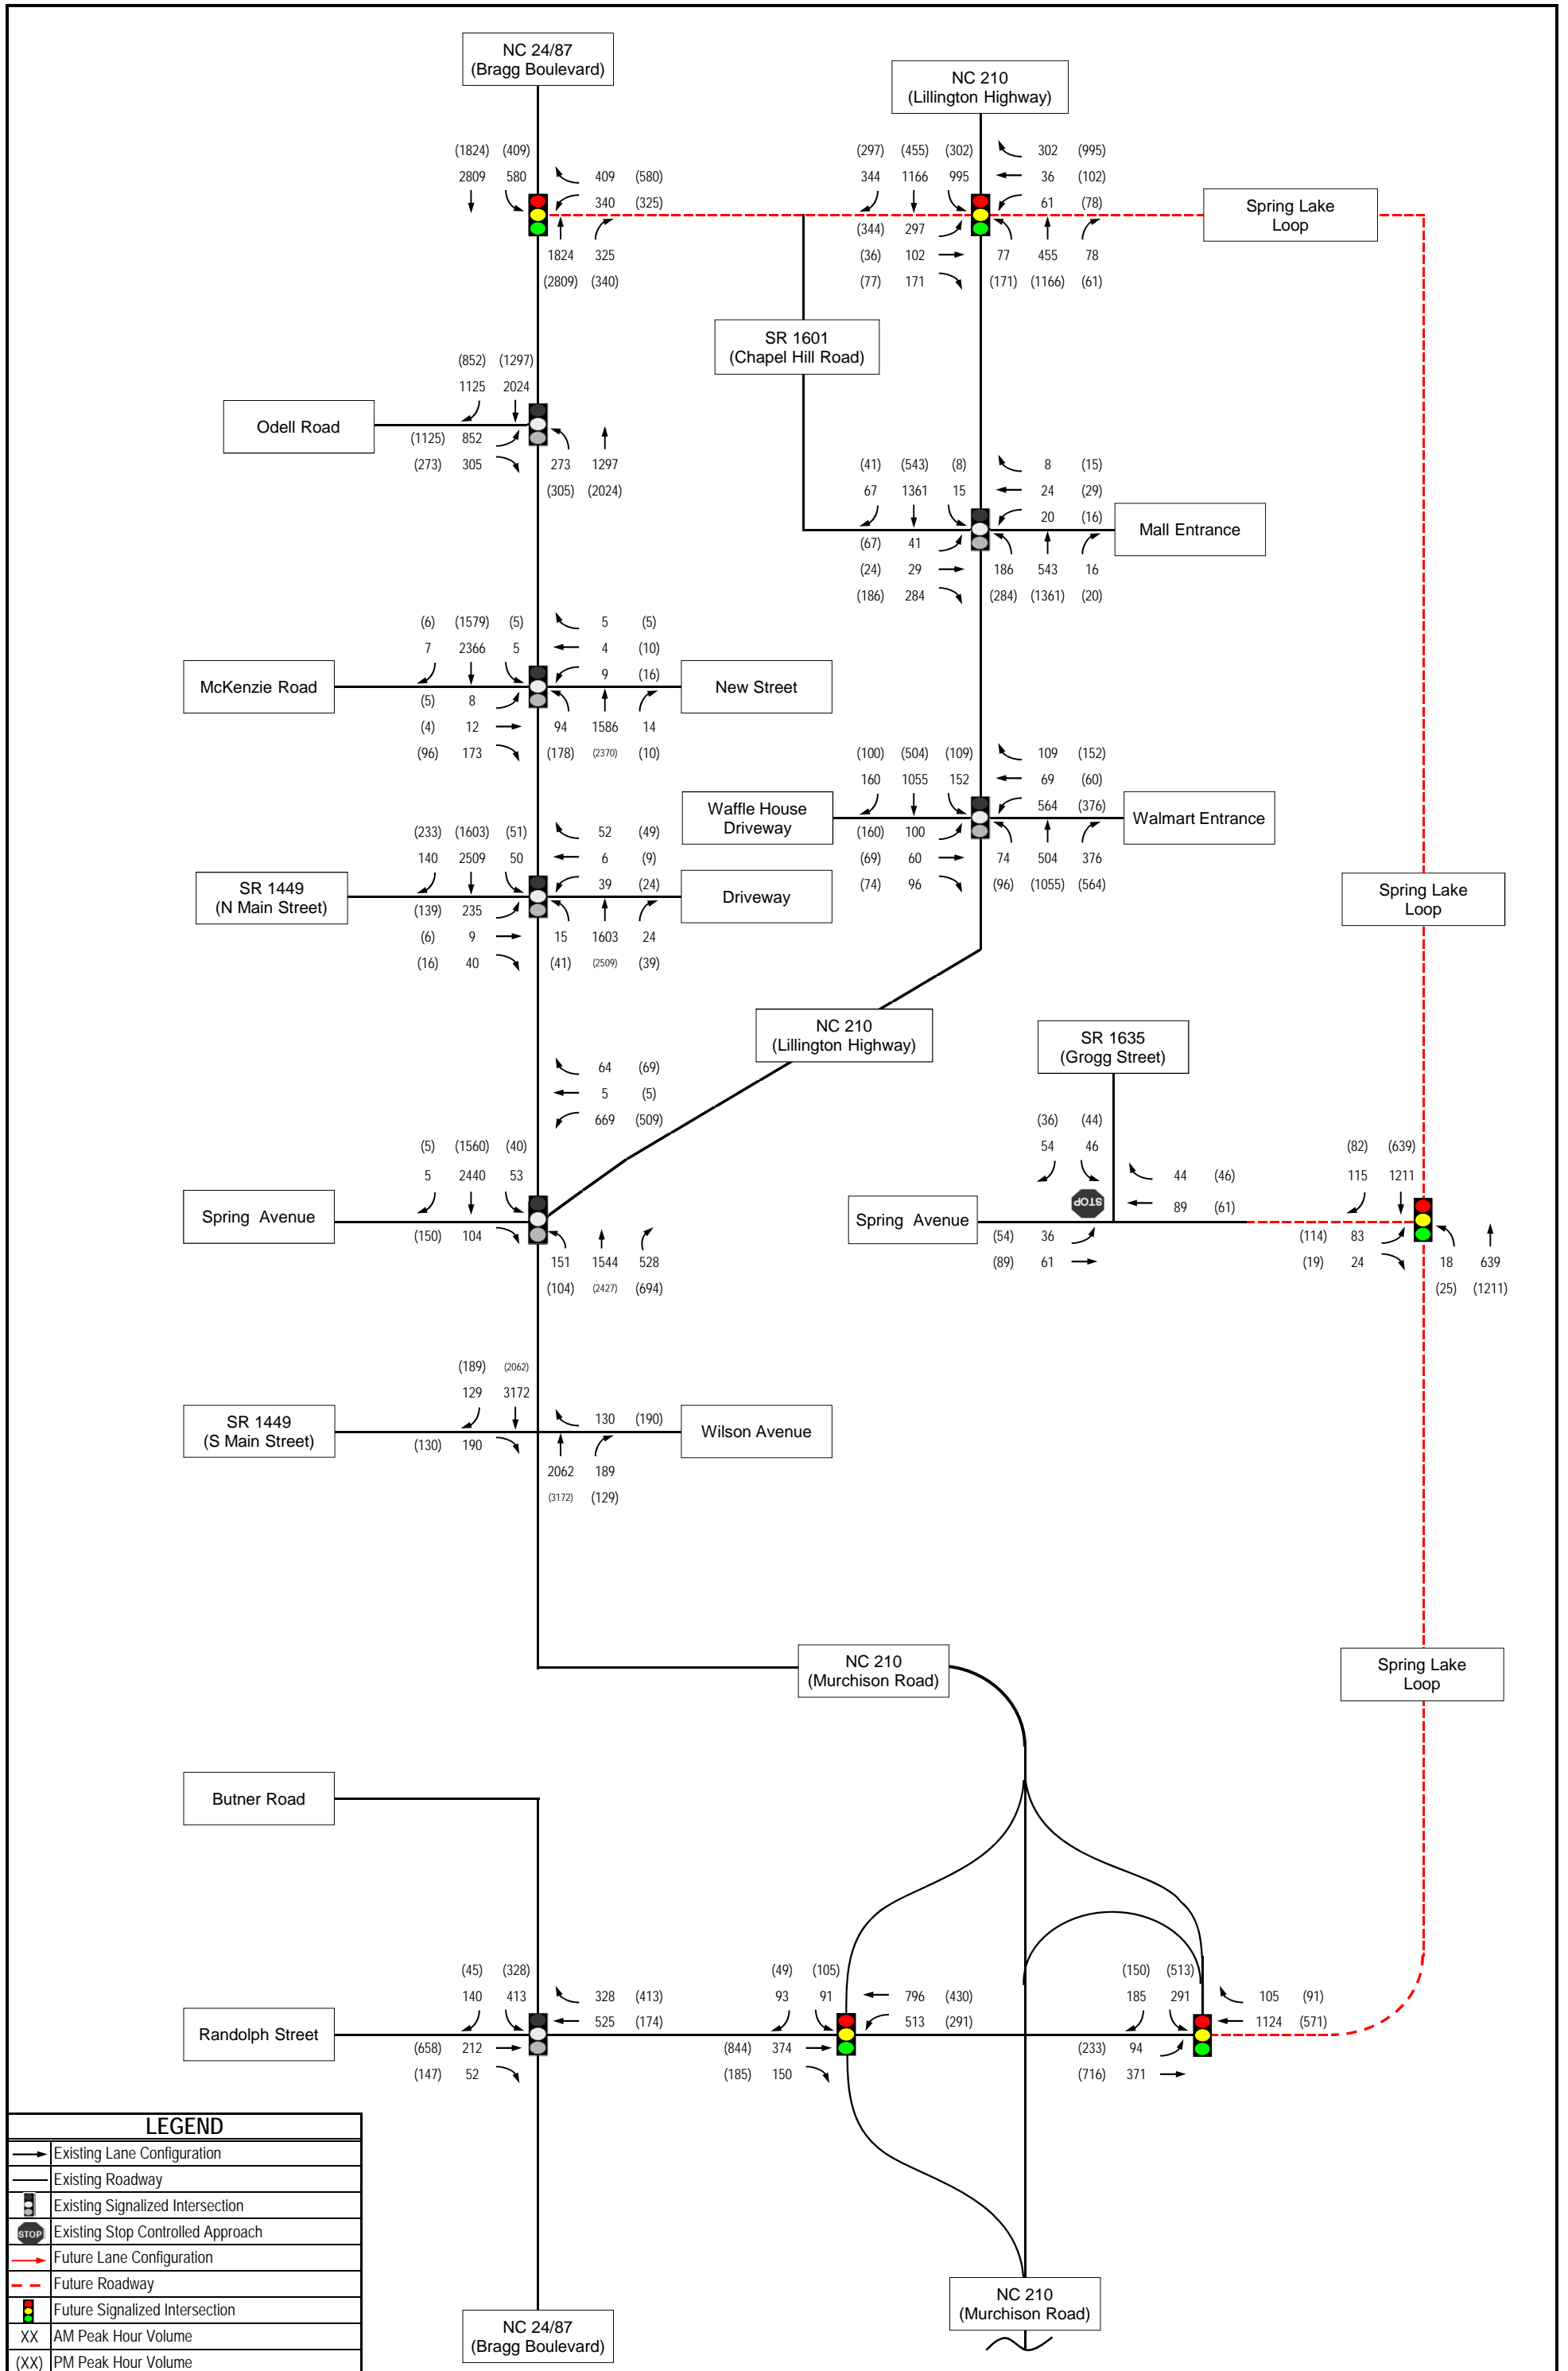 NC 24/87
(Bragg Boulevard)
NC 210
(Lillington Highway)
(1824) (409)
2809 580
409 (580)
340 (325)
1824 325
(2809) (340)
(297) (455) (302)
344 1166 995
302 (995)
36 (102)
61 (78)
(344) 297
(36) 102
(77) 171
77 455 78
(171) (1166) (61)
Spring Lake
Loop
SR 1601
(Chapel Hill Road)
(852) (1297)
1125 2024
Odell Road
(1125) 852
(273) 305
273 1297
(305) (2024)
(41) (543) (8)
67 1361 15
8 (15)
24 (29)
20 (16)
Mall Entrance
(67) 41
(24) 29
(186) 284
186 543 16
(284) (1361) (20)
(6) (1579) (5)
7 2366 5
5 (5)
4 (10)
9 (16)
McKenzie Road
New Street
(5) 8
(4) 12
(96) 173
94 1586 14
(178) (2370) (10)
(100) (504) (109)
160 1055 152
109 (152)
69 (60)
564 (376)
Waffle House
Driveway
Walmart Entrance
(160) 100
(69) 60
(74) 96
74 504 376
(96) (1055) (564)
(233) (1603) (51)
140 2509 50
52 (49)
6 (9)
39 (24)
SR 1449
(N Main Street)
Driveway
(139) 235
(6) 9
(16) 40
15 1603 24
(41) (2509) (39)
Spring Lake
Loop
NC 210
(Lillington Highway)
SR 1635
(Grogg Street)
64 (69)
5 (5)
669 (509)
(5) (1560) (40)
5 2440 53
Spring Avenue
(150) 104
151 1544 528
(104) (2427) (694)
(36) (44)
54 46
44 (46)
89 (61)
STOP
Spring Avenue
(54) 36
(89) 61
(82) (639)
115 1211
(114) 83
(19) 24
18 639
(25) (1211)
(189) (2062)
129 3172
130 (190)
SR 1449
(S Main Street)
Wilson Avenue
(130) 190
2062 189
(3172) (129)
NC 210
(Murchison Road)
Spring Lake
Loop
Butner Road
(45) (328)
140 413
328 (413)
525 (174)
Randolph Street
(658) 212
(147) 52
(49) (105)
93 91
796 (430)
513 (291)
(844) 374
(185) 150
(150) (513)
185 291
105 (91)
1124 (571)
(233) 94
(716) 371
NC 24/87
(Bragg Boulevard)
NC 210
(Murchison Road)
LEGEND
Existing Lane Configuration
Existing Roadway
Existing Signalized Intersection
STOP Existing Stop Controlled Approach
Future Lane Configuration
Future Roadway
Future Signalized Intersection
XX AM Peak Hour Volume
(XX) PM Peak Hour Volume